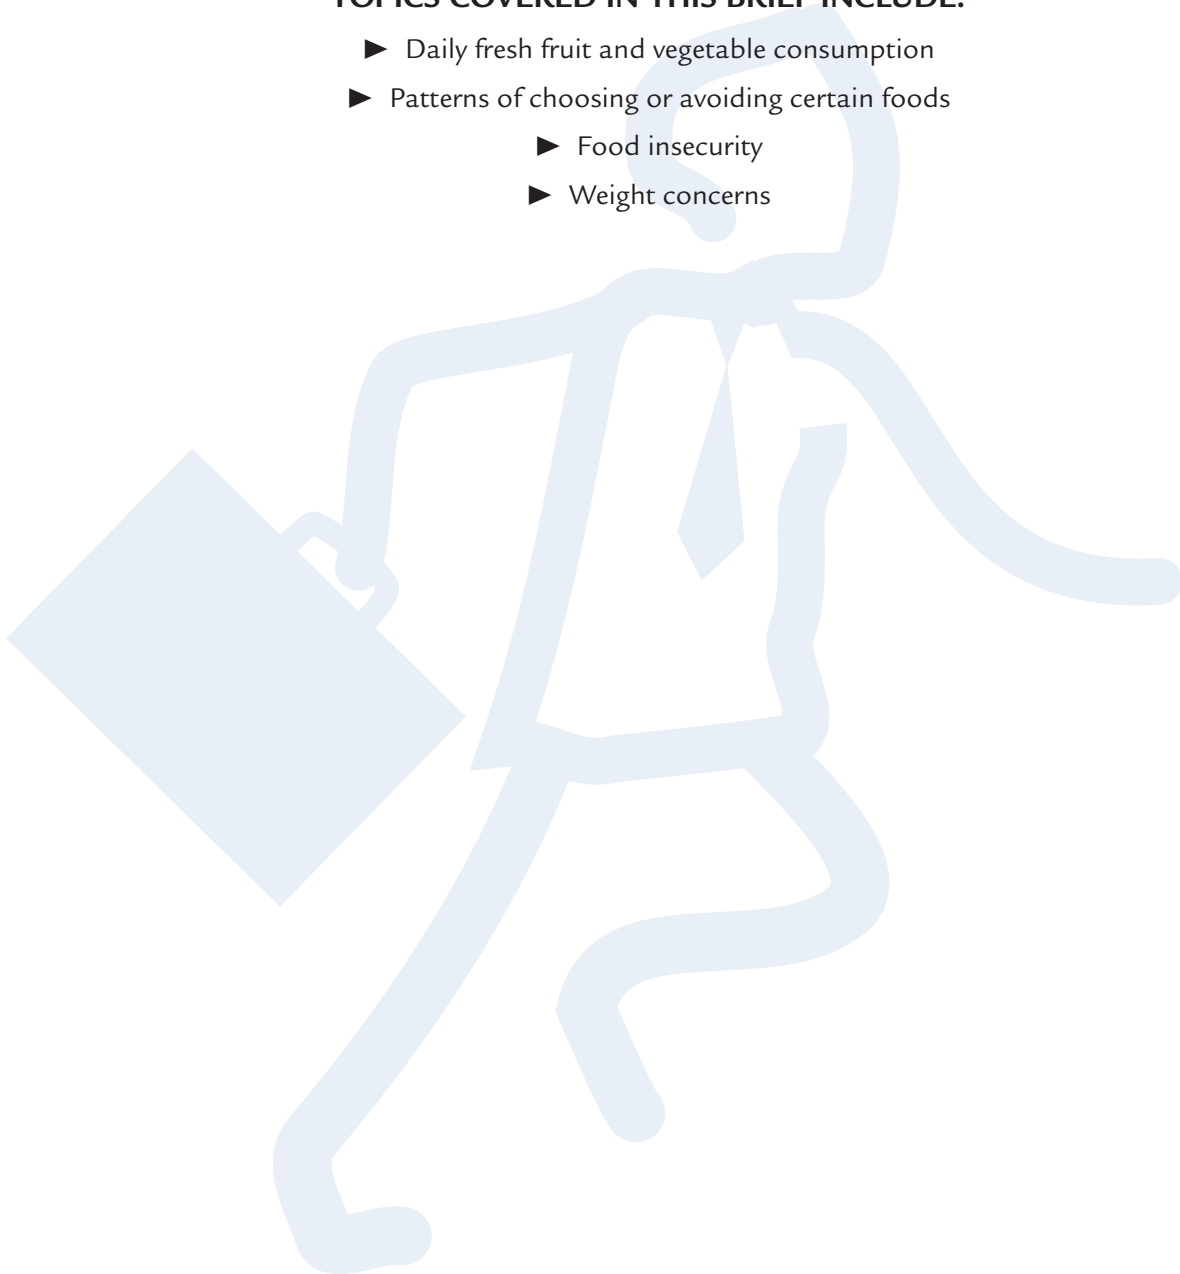 TOPICS COVERED IN THIS BRIEF INCLUDE:
► Daily fresh fruit and vegetable consumption
► Patterns of choosing or avoiding certain foods
► Food insecurity
► Weight concerns